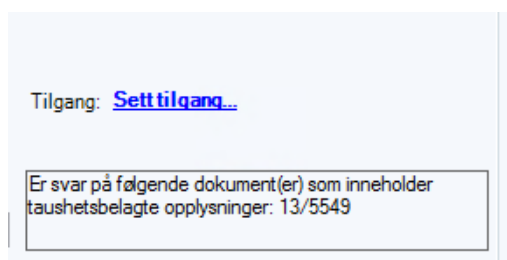 Tilgang: Sett tilgang...
Er svar på følgende dokument(er) som inneholder
taushetsbelagte opplysninger: 13/5549